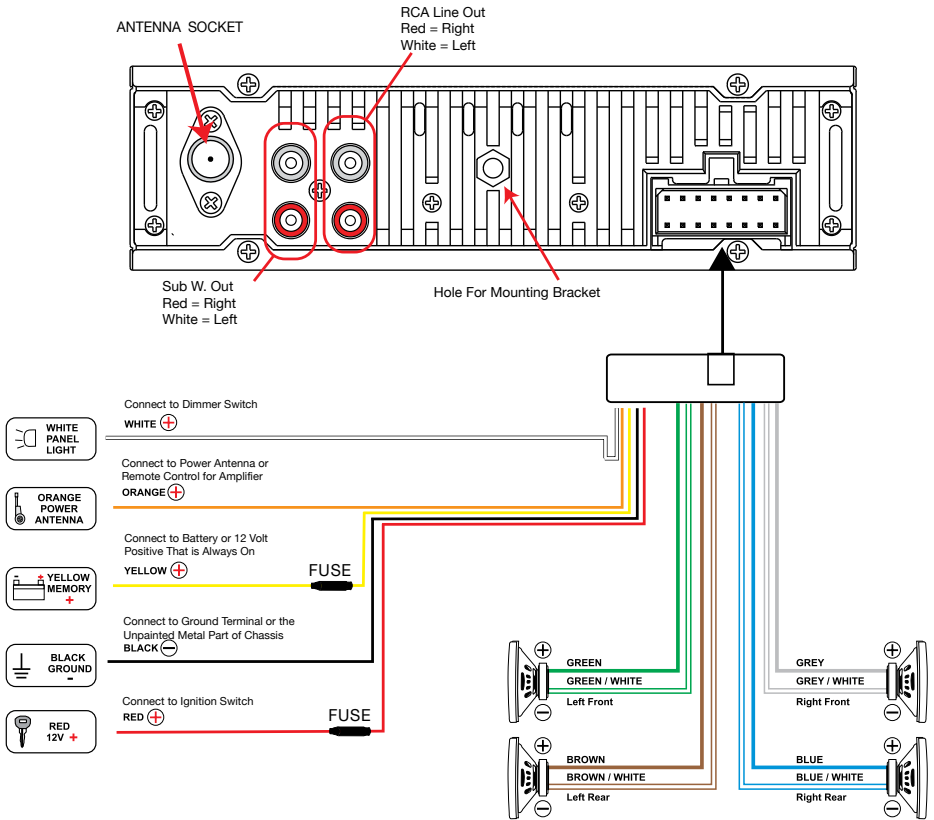 RCA Line Out
Red = Right
White = Left
ANTENNA SOCKET
Sub W. Out
Red = Right
White = Left
Hole For Mounting Bracket
WHITE
PANEL
LIGHT
Connect to Dimmer Switch
WHITE +
ORANGE
POWER
ANTENNA
Connect to Power Antenna or
Remote Control for Amplifier
ORANGE +
- +
YELLOW
MEMORY
+
Connect to Battery or 12 Volt
Positive That is Always On
YELLOW +
FUSE
BLACK
GROUND
-
Connect to Ground Terminal or the
Unpainted Metal Part of Chassis
BLACK -
RED
12V +
Connect to Ignition Switch
RED +
FUSE
+
GREEN
GREEN / WHITE
Left Front
-
+
GREY
GREY / WHITE
Right Front
-
+
BROWN
BROWN / WHITE
Left Rear
-
+
BLUE
BLUE / WHITE
Right Rear
-